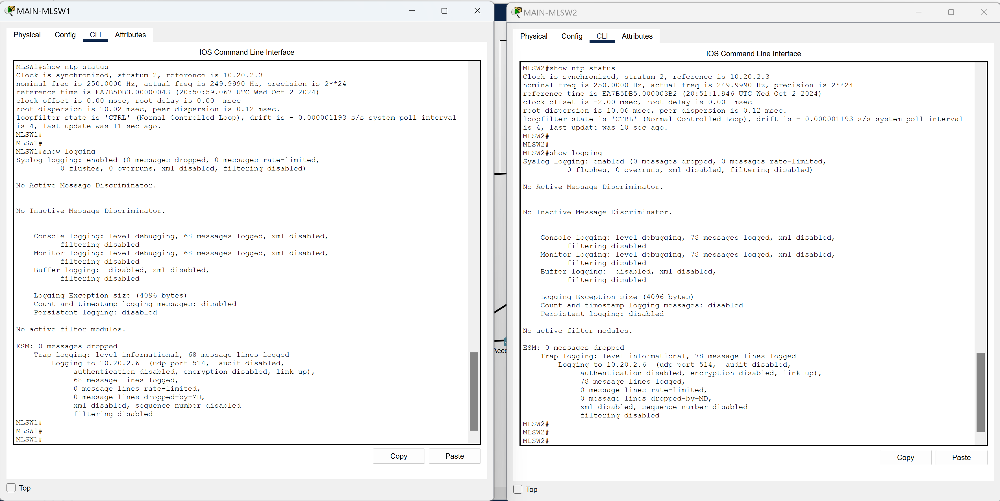 MAIN-MLSW1
Physical Config CLI Attributes
IOS Command Line Interface
MLSW1#show ntp status
Clock is synchronized, stratum 2, reference is 10.20.2.3
nominal freq is 250.0000 Hz, actual freq is 249.9990 Hz, precision is 2**24
reference time is EA7B5DB3.00000043 (20:50:59.067 UTC Wed Oct 2 2024)
clock offset is 0.00 msec, root delay is 0.00  msec
root dispersion is 10.02 msec, peer dispersion is 0.12 msec.
loopfilter state is 'CTRL' (Normal Controlled Loop), drift is - 0.000001193 s/s system poll interval
is 4, last update was 11 sec ago.
MLSW1#
MLSW1#
MLSW1#show logging
Syslog logging: enabled (0 messages dropped, 0 messages rate-limited,
          0 flushes, 0 overruns, xml disabled, filtering disabled)
No Active Message Discriminator.
No Inactive Message Discriminator.
    Console logging: level debugging, 68 messages logged, xml disabled,
          filtering disabled
    Monitor logging: level debugging, 68 messages logged, xml disabled,
          filtering disabled
    Buffer logging:  disabled, xml disabled,
          filtering disabled
    Logging Exception size (4096 bytes)
    Count and timestamp logging messages: disabled
    Persistent logging: disabled
No active filter modules.
ESM: 0 messages dropped
    Trap logging: level informational, 68 message lines logged
        Logging to 10.20.2.6  (udp port 514,  audit disabled,
             authentication disabled, encryption disabled, link up),
             68 message lines logged,
             0 message lines rate-limited,
             0 message lines dropped-by-MD,
             xml disabled, sequence number disabled
             filtering disabled
MLSW1#
MLSW1#
MLSW1#
Copy Paste
Top
Acce
MAIN-MLSW2
Physical Config CLI Attributes
IOS Command Line Interface
MLSW2#show ntp status
Clock is synchronized, stratum 2, reference is 10.20.2.3
nominal freq is 250.0000 Hz, actual freq is 249.9990 Hz, precision is 2**24
reference time is EA7B5DB5.000003B2 (20:51:1.946 UTC Wed Oct 2 2024)
clock offset is -2.00 msec, root delay is 0.00  msec
root dispersion is 10.06 msec, peer dispersion is 0.12 msec.
loopfilter state is 'CTRL' (Normal Controlled Loop), drift is - 0.000001193 s/s system poll interval
is 4, last update was 10 sec ago.
MLSW2#
MLSW2#
MLSW2#show logging
Syslog logging: enabled (0 messages dropped, 0 messages rate-limited,
          0 flushes, 0 overruns, xml disabled, filtering disabled)
No Active Message Discriminator.
No Inactive Message Discriminator.
    Console logging: level debugging, 78 messages logged, xml disabled,
          filtering disabled
    Monitor logging: level debugging, 78 messages logged, xml disabled,
          filtering disabled
    Buffer logging:  disabled, xml disabled,
          filtering disabled
    Logging Exception size (4096 bytes)
    Count and timestamp logging messages: disabled
    Persistent logging: disabled
No active filter modules.
ESM: 0 messages dropped
    Trap logging: level informational, 78 message lines logged
        Logging to 10.20.2.6  (udp port 514,  audit disabled,
             authentication disabled, encryption disabled, link up),
             78 message lines logged,
             0 message lines rate-limited,
             0 message lines dropped-by-MD,
             xml disabled, sequence number disabled
             filtering disabled
MLSW2#
MLSW2#
MLSW2#
Copy Paste
Top